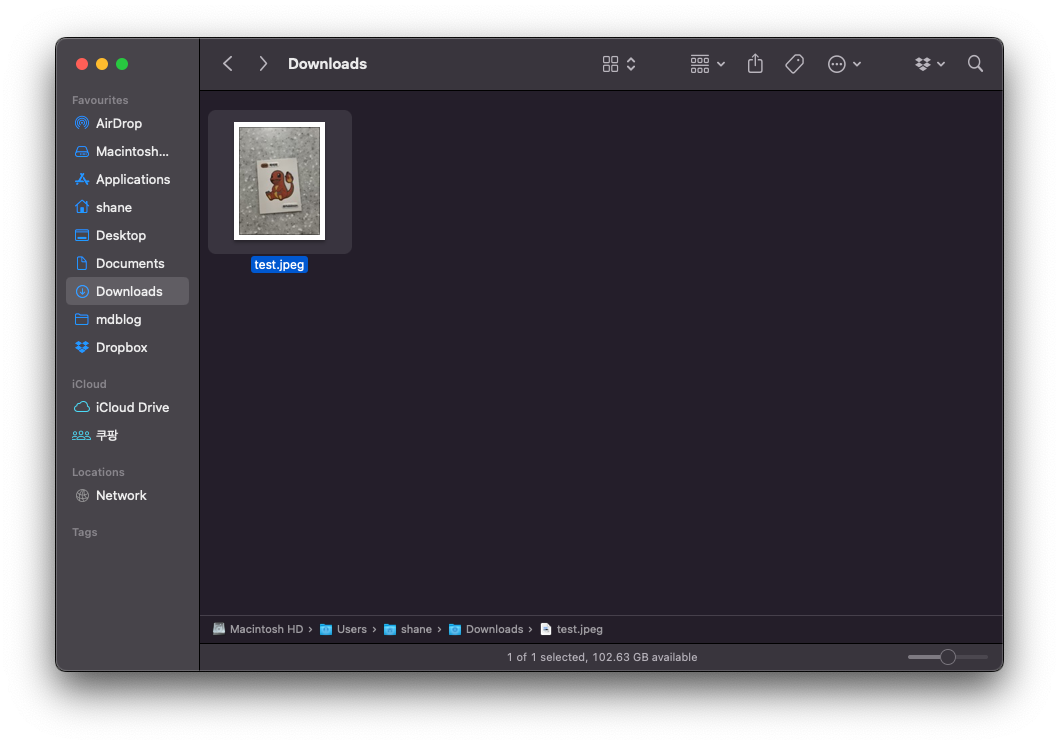 Downloads
Favourites
AirDrop
Macintosh...
Applications
shane
Desktop
Documents
Downloads
mdblog
Dropbox
iCloud
iCloud Drive
쿠팡
Locations
Network
Tags
test.jpeg
Macintosh HD › Users › shane › Downloads › test.jpeg
1 of 1 selected, 102.63 GB available